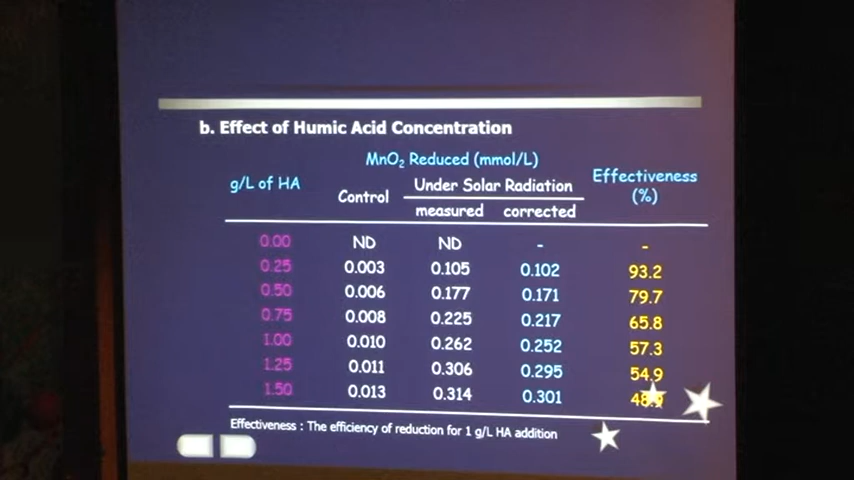 b. Effect of Humic Acid Concentration
MnO₂ Reduced (mmol/L)
g/L of HA Control Under Solar Radiation Effectiveness (%)
measured corrected
0.00 ND ND - -
0.25 0.003 0.105 0.102 93.2
0.50 0.006 0.177 0.171 79.7
0.75 0.008 0.225 0.217 65.8
1.00 0.010 0.262 0.252 57.3
1.25 0.011 0.306 0.295 54.9
1.50 0.013 0.314 0.301 48.9
Effectiveness : The efficiency of reduction for 1 g/L HA addition